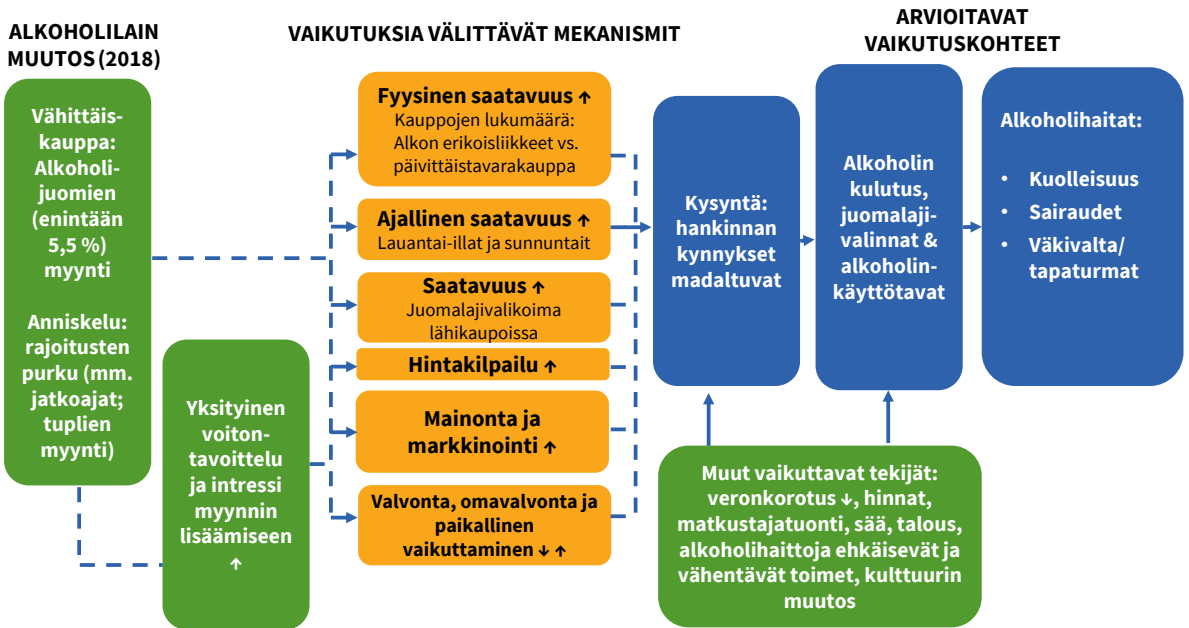 ALKOHOLILAIN
MUUTOS (2018)
VAIKUTUKSIA VÄLITTÄVÄT MEKANISMIT
ARVIOITAVAT
VAIKUTUSKOHTEET
Vähittäis-
kauppa:
Alkoholi-
juomien
(enintään
5,5 %)
myynti
Anniskelu:
rajoitusten
purku (mm.
jatkoajat;
tuplien
myynti)
Yksityinen
voiton-
tavoittelu
ja intressi
myynnin
lisäämiseen
↑
Fyysinen saatavuus ↑
Kauppojen lukumäärä:
Alkon erikoisliikkeet vs.
päivittäistavarakauppa
Ajallinen saatavuus ↑
Lauantai-illat ja sunnuntait
Saatavuus ↑
Juomalajivalikoima
lähikaupoissa
Hintakilpailu ↑
Mainonta ja
markkinointi ↑
Valvonta, omavalvonta ja
paikallinen
vaikuttaminen ↓ ↑
Kysyntä:
hankinnan
kynnykset
madaltuvat
Alkoholin
kulutus,
juomalaji-
valinnat &
alkoholin-
käyttötavat
Alkoholihaitat:
• Kuolleisuus
• Sairaudet
• Väkivalta/
tapaturmat
Muut vaikuttavat tekijät:
veronkorotus ↓, hinnat,
matkustajatuonti, sää, talous,
alkoholihaittoja ehkäisevät ja
vähentävät toimet, kulttuurin
muutos